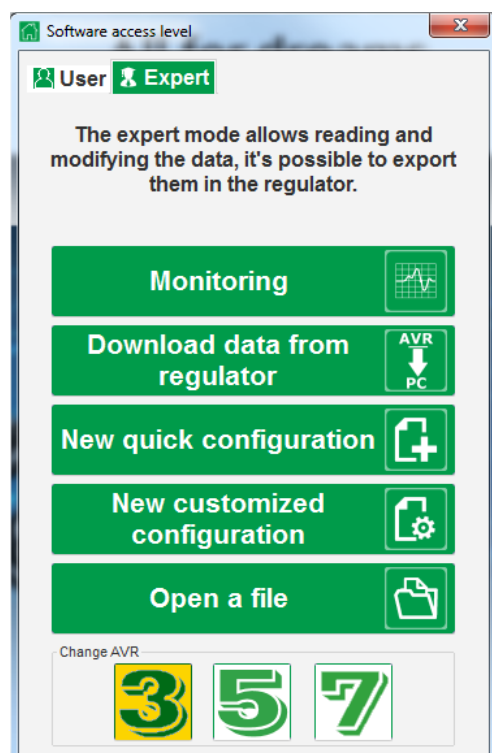 Software access level
User Expert
The expert mode allows reading and
modifying the data, it's possible to export
them in the regulator.
Monitoring
Download data from
regulator
AVR
PC
New quick configuration
New customized
configuration
Open a file
Change AVR
3 5 7